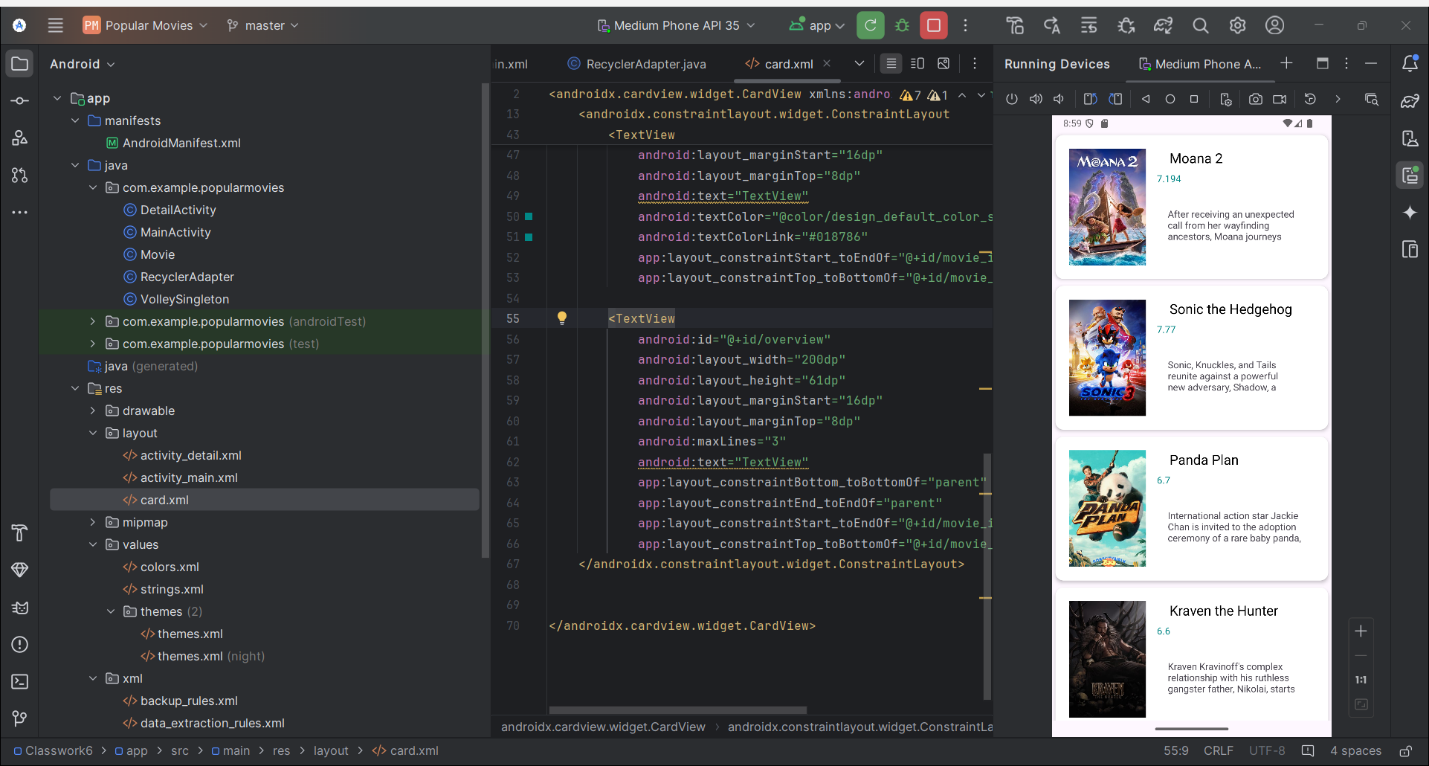 PM Popular Movies master Medium Phone API 35 app
Android
app
manifests
AndroidManifest.xml
java
com.example.popularmovies
DetailActivity
MainActivity
Movie
RecyclerAdapter
VolleySingleton
com.example.popularmovies (androidTest)
com.example.popularmovies (test)
java (generated)
res
drawable
layout
activity_detail.xml
activity_main.xml
card.xml
mipmap
values
colors.xml
strings.xml
themes (2)
themes.xml
themes.xml (night)
xml
backup_rules.xml
data_extraction_rules.xml
in.xml RecyclerAdapter.java card.xml
2 <androidx.cardview.widget.CardView xmlns:andro 7 1
13 <androidx.constraintlayout.widget.ConstraintLayout
43 <TextView
47 android:layout_marginStart="16dp"
48 android:layout_marginTop="8dp"
49 android:text="TextView"
50 android:textColor="@color/design_default_color_s
51 android:textColorLink="#018786"
52 app:layout_constraintStart_toEndOf="@+id/movie_i
53 app:layout_constraintTop_toBottomOf="@+id/movie_
54
55 <TextView
56 android:id="@+id/overview"
57 android:layout_width="200dp"
58 android:layout_height="61dp"
59 android:layout_marginStart="16dp"
60 android:layout_marginTop="8dp"
61 android:maxLines="3"
62 android:text="TextView"
63 app:layout_constraintBottom_toBottomOf="parent"
64 app:layout_constraintEnd_toEndOf="parent"
65 app:layout_constraintStart_toEndOf="@+id/movie_i
66 app:layout_constraintTop_toBottomOf="@+id/movie_
67 </androidx.constraintlayout.widget.ConstraintLayout>
68
69
70 </androidx.cardview.widget.CardView>
androidx.cardview.widget.CardView androidx.constraintlayout.widget.ConstraintLa
Running Devices Medium Phone A...
8:59
MOANA 2
Moana 2
7.194
After receiving an unexpected
call from her wayfinding
ancestors, Moana journeys
SONIC 3
Sonic the Hedgehog
7.77
Sonic, Knuckles, and Tails
reunite against a powerful
new adversary, Shadow, a
PANDA PLAN
Panda Plan
6.7
International action star Jackie
Chan is invited to the adoption
ceremony of a rare baby panda,
KRAVEN
Kraven the Hunter
6.6
Kraven Kravinoff's complex
relationship with his ruthless
gangster father, Nikolai, starts
1:1
Classwork6 app src main res layout card.xml 55:9 CRLF UTF-8 4 spaces